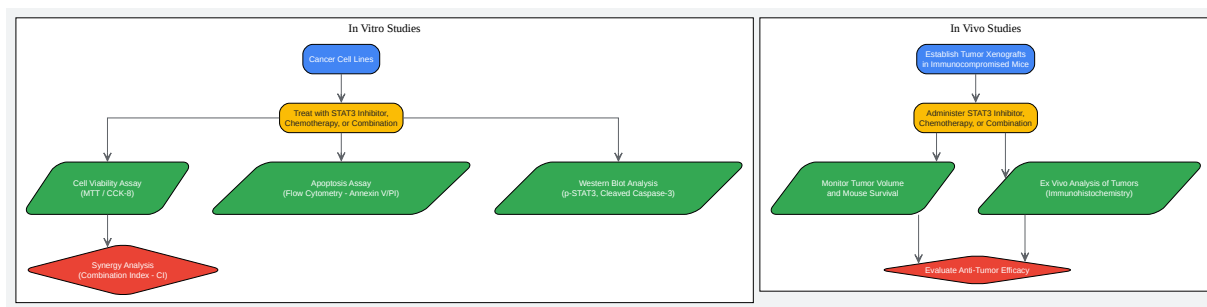 In Vitro Studies
Cancer Cell Lines
Treat with STAT3 Inhibitor,
Chemotherapy, or Combination
Cell Viability Assay
(MTT / CCK-8)
Apoptosis Assay
(Flow Cytometry - Annexin V/PI)
Western Blot Analysis
(p-STAT3, Cleaved Caspase-3)
Synergy Analysis
(Combination Index - CI)
In Vivo Studies
Establish Tumor Xenografts
in Immunocompromised Mice
Administer STAT3 Inhibitor,
Chemotherapy, or Combination
Monitor Tumor Volume
and Mouse Survival
Ex Vivo Analysis of Tumors
(Immunohistochemistry)
Evaluate Anti-Tumor Efficacy